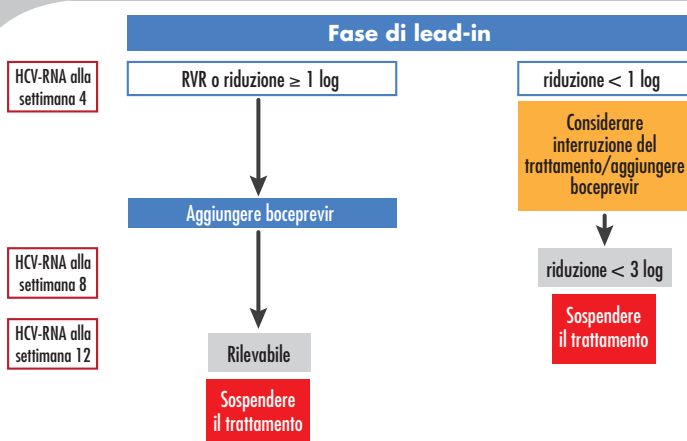 Fase di lead-in
HCV-RNA alla
settimana 4
RVR o riduzione ≥ 1 log
riduzione < 1 log
Considerare
interruzione del
trattamento/aggiungere
boceprevir
Aggiungere boceprevir
HCV-RNA alla
settimana 8
riduzione < 3 log
Sospendere
il trattamento
HCV-RNA alla
settimana 12
Rilevabile
Sospendere
il trattamento